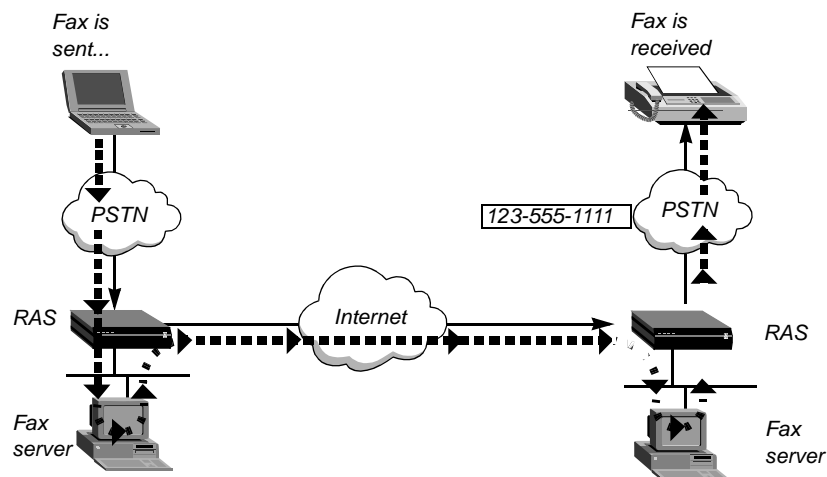 Fax is
sent...
Fax is
received
PSTN
123-555-1111
PSTN
RAS
Internet
RAS
Fax
server
Fax
server